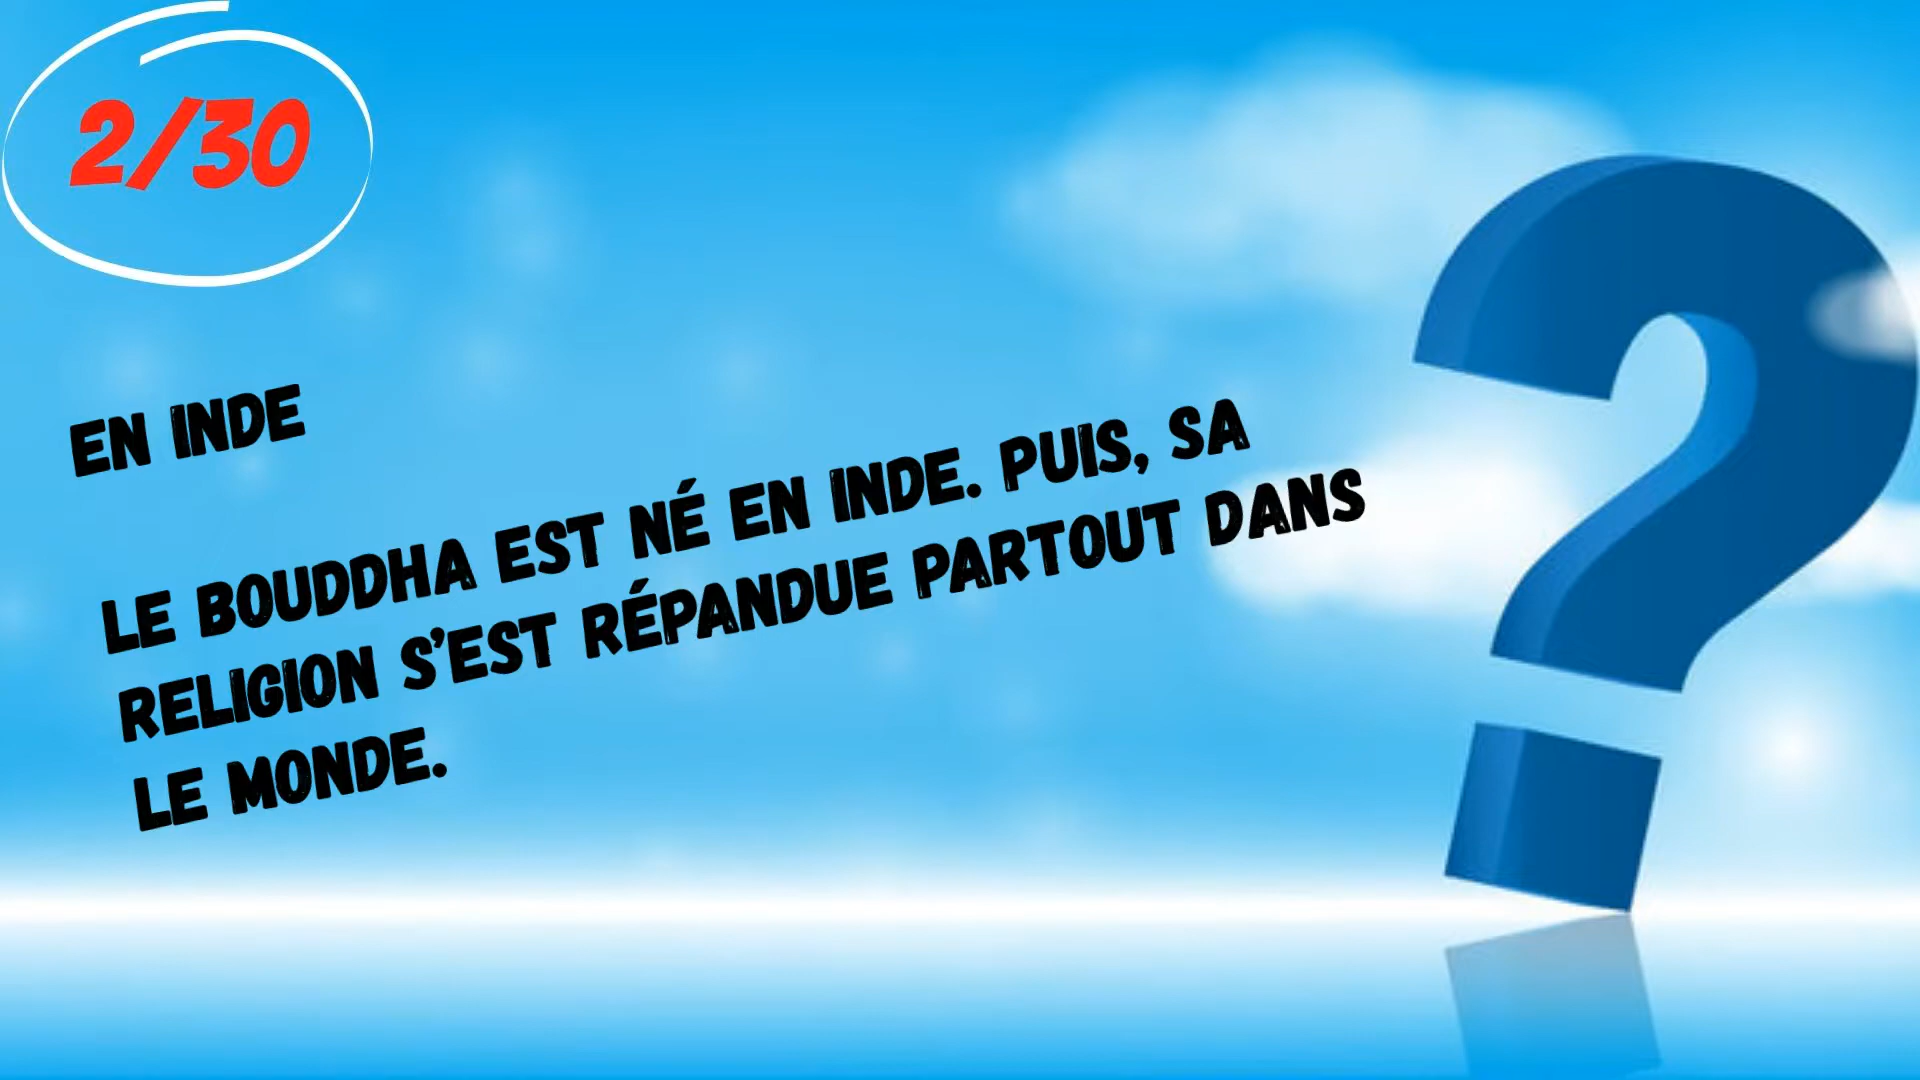 2/30
EN INDE
LE BOUDDHA EST NÉ EN INDE. PUIS, SA
RELIGION S'EST RÉPANDUE PARTOUT DANS
LE MONDE.